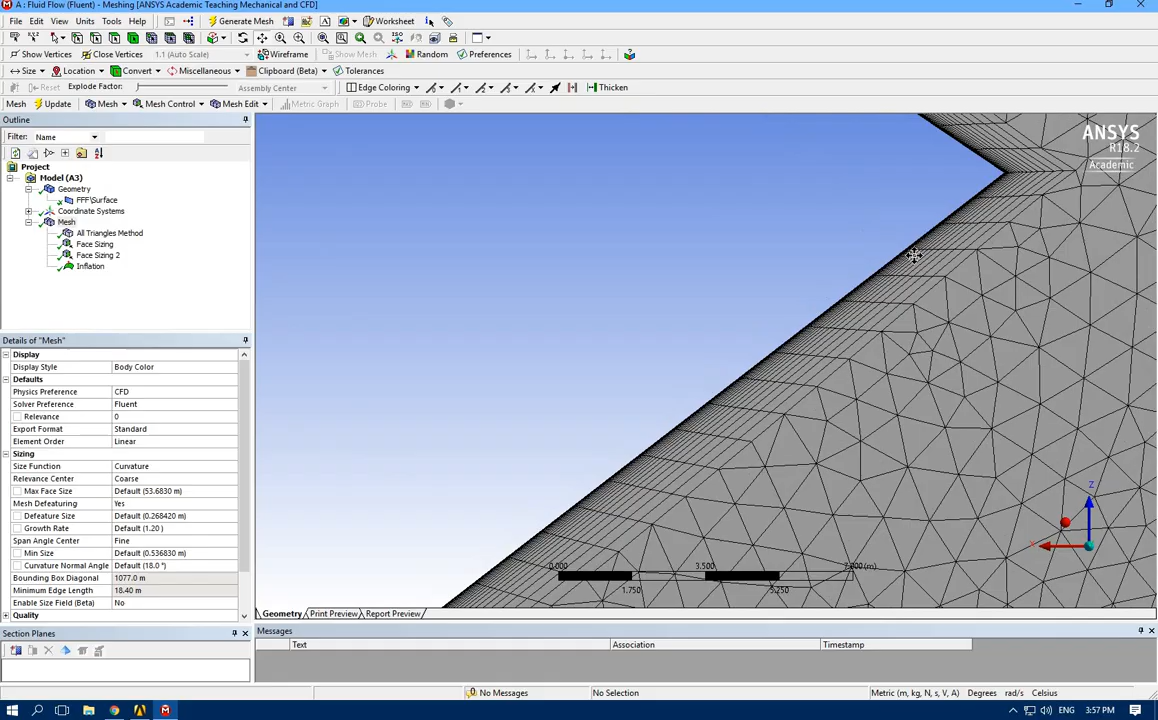 A : Fluid Flow (Fluent) - Meshing [ANSYS Academic Teaching Mechanical and CFD]
File Edit View Units Tools Help Generate Mesh Worksheet
Show Vertices Close Vertices 1.1 (Auto Scale) Wireframe Show Mesh Random Preferences
Size Location Convert Miscellaneous Clipboard (Beta) Tolerances
Reset Explode Factor: Assembly Center Edge Coloring Thicken
Mesh Update Mesh Mesh Control Mesh Edit Metric Graph Probe
Outline
Filter: Name
Project
Model (A3)
Geometry
FFF\Surface
Coordinate Systems
Mesh
All Triangles Method
Face Sizing
Face Sizing 2
Inflation
Details of "Mesh"
Display
Display Style Body Color
Defaults
Physics Preference CFD
Solver Preference Fluent
Relevance 0
Export Format Standard
Element Order Linear
Sizing
Size Function Curvature
Relevance Center Coarse
Max Face Size Default (53.6830 m)
Mesh Defeaturing Yes
Defeature Size Default (0.268420 m)
Growth Rate Default (1.20 )
Span Angle Center Fine
Min Size Default (0.536830 m)
Curvature Normal Angle Default (18.0 °)
Bounding Box Diagonal 1077.0 m
Minimum Edge Length 18.40 m
Enable Size Field (Beta) No
Quality
Section Planes
ANSYS
R18.2
Academic
Z
0.000 3.500 7.000 (m)
1.750 5.250
Geometry Print Preview Report Preview
Messages
Text Association Timestamp
No Messages No Selection Metric (m, kg, N, s, V, A) Degrees rad/s Celsius
ENG 3:57 PM